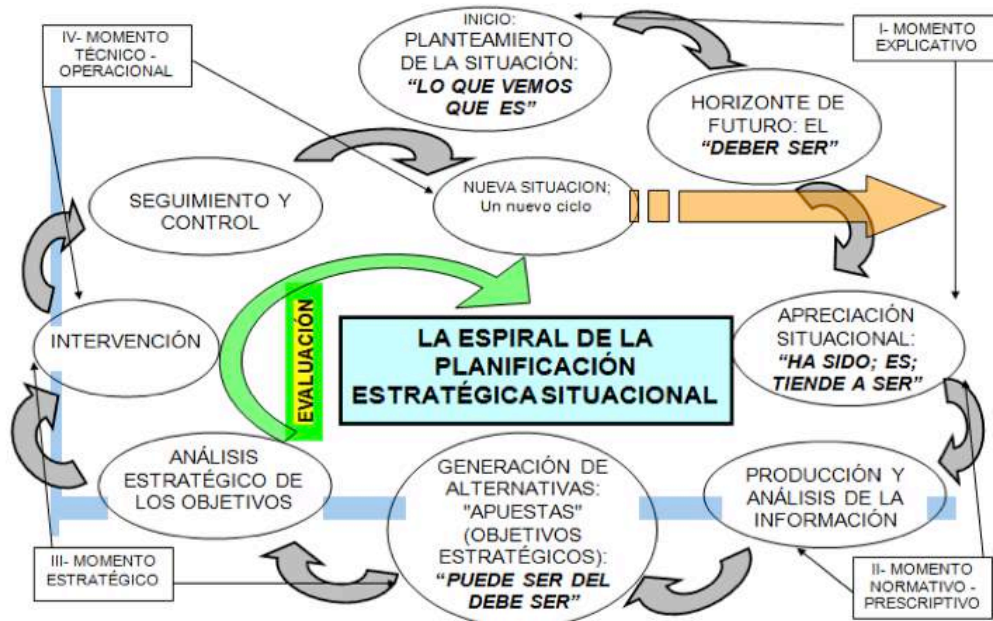 IV- MOMENTO
TÉCNICO -
OPERACIONAL
INICIO:
PLANTEAMIENTO
DE LA SITUACIÓN:
“LO QUE VEMOS
QUE ES”
I- MOMENTO
EXPLICATIVO
HORIZONTE DE
FUTURO: EL
“DEBER SER”
SEGUIMIENTO Y
CONTROL
NUEVA SITUACION;
Un nuevo ciclo
INTERVENCIÓN
EVALUACIÓN
LA ESPIRAL DE LA
PLANIFICACIÓN
ESTRATÉGICA SITUACIONAL
APRECIACIÓN
SITUACIONAL:
“HA SIDO; ES;
TIENDE A SER”
ANÁLISIS
ESTRATÉGICO DE
LOS OBJETIVOS
GENERACIÓN DE
ALTERNATIVAS:
"APUESTAS"
(OBJETIVOS
ESTRATÉGICOS):
“PUEDE SER DEL
DEBE SER”
PRODUCCIÓN Y
ANÁLISIS DE LA
INFORMACIÓN
III- MOMENTO
ESTRATÉGICO
II- MOMENTO
NORMATIVO -
PRESCRIPTIVO